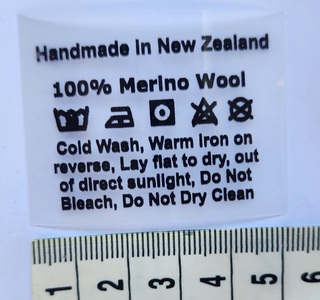 Handmade in New Zealand
100% Merino Wool
Cold Wash, Warm Iron on
reverse, Lay flat to dry, out
of direct sunlight, Do Not
Bleach, Do Not Dry Clean
1 2 3 4 5 6